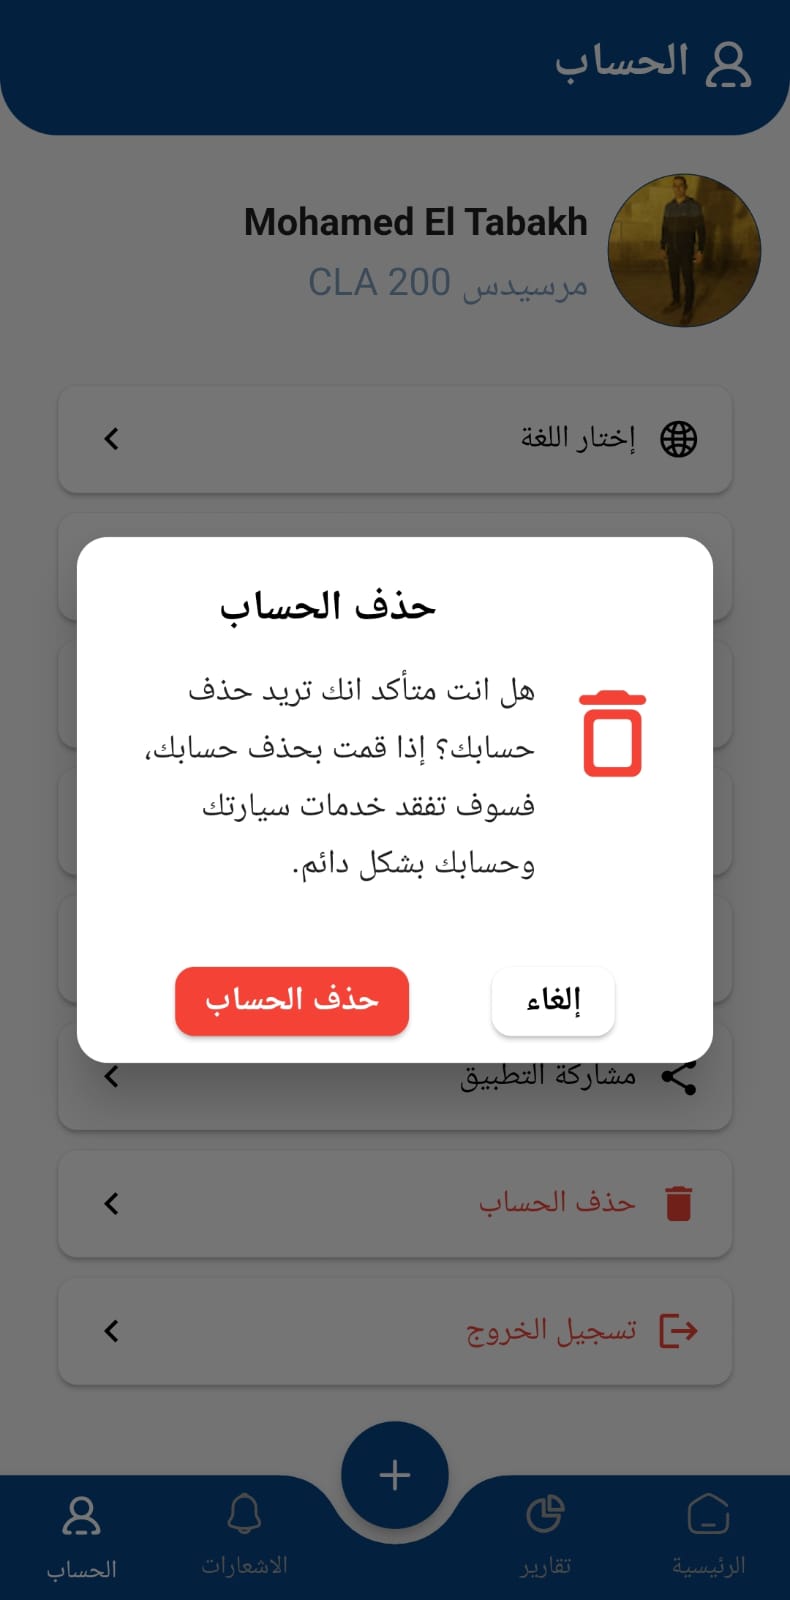 الحساب
Mohamed El Tabakh
مرسيدس CLA 200
إختار اللغة
حذف الحساب
هل انت متأكد انك تريد حذف
حسابك؟ إذا قمت بحذف حسابك،
فسوف تفقد خدمات سيارتك
وحسابك بشكل دائم.
إلغاء
حذف الحساب
مشاركة التطبيق
حذف الحساب
تسجيل الخروج
الرئيسية
تقارير
الاشعارات
الحساب